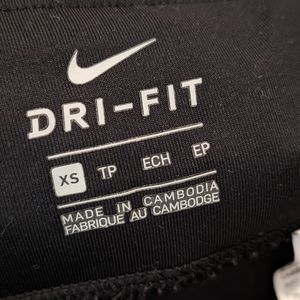 DRI-FIT
XS TP ECH EP
MADE IN CAMBODIA
FABRIQUE AU CAMBODGE